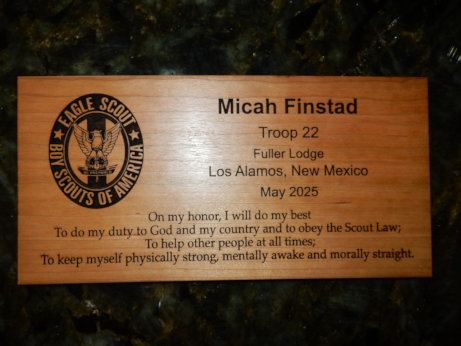 EAGLE SCOUT
BOY SCOUTS OF AMERICA
Micah Finstad
Troop 22
Fuller Lodge
Los Alamos, New Mexico
May 2025
On my honor, I will do my best
To do my duty to God and my country and to obey the Scout Law;
To help other people at all times;
To keep myself physically strong, mentally awake and morally straight.